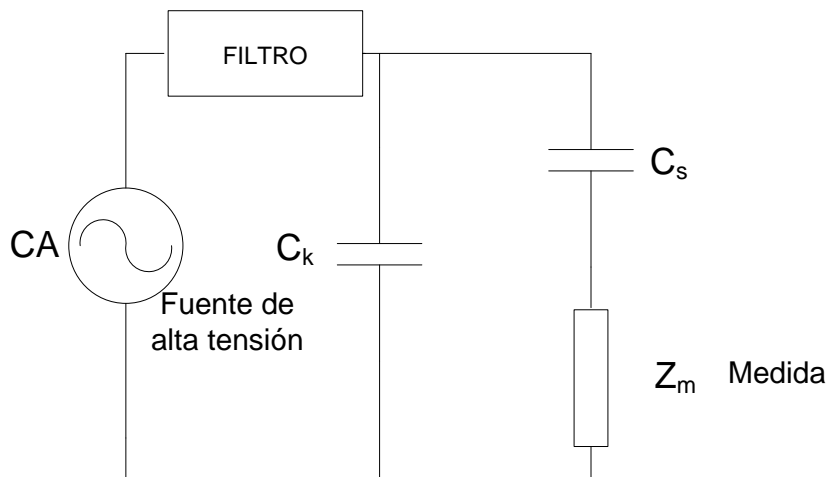 FILTRO
CA
Fuente de
alta tensión
Ck
Cs
Zm Medida